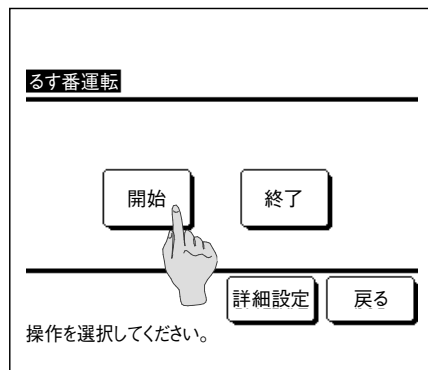 るす番運転
開始 終了
詳細設定 戻る
操作を選択してください。